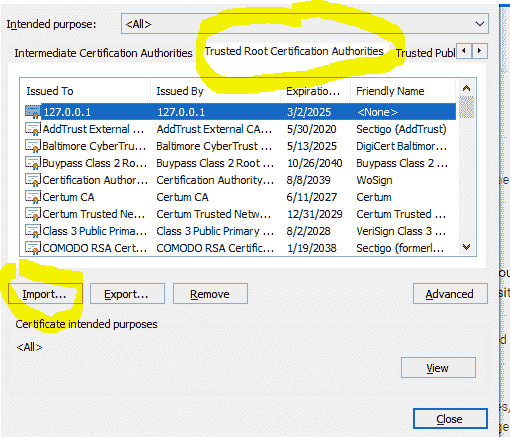 Intended purpose: <All>
Intermediate Certification Authorities Trusted Root Certification Authorities Trusted Publ
Issued To Issued By Expiratio... Friendly Name
127.0.0.1 127.0.0.1 3/2/2025 <None>
AddTrust External ... AddTrust External CA... 5/30/2020 Sectigo (AddTrust)
Baltimore CyberTru... Baltimore CyberTrust ... 5/13/2025 DigiCert Baltimor...
Buypass Class 2 Ro... Buypass Class 2 Root ... 10/26/2040 Buypass Class 2 ...
Certification Author... Certification Authority... 8/8/2039 WoSign
Certum CA Certum CA 6/11/2027 Certum
Certum Trusted Ne... Certum Trusted Netw... 12/31/2029 Certum Trusted ...
Class 3 Public Prima... Class 3 Public Primary ... 8/2/2028 VeriSign Class 3 ...
COMODO RSA Cert... COMODO RSA Certific... 1/19/2038 Sectigo (formerl...
Import... Export... Remove Advanced
Certificate intended purposes
<All>
View
Close